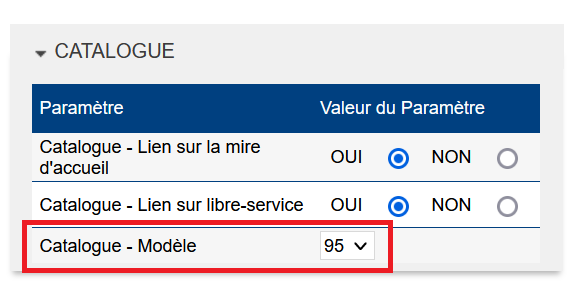 CATALOGUE
Paramètre Valeur du Paramètre
Catalogue - Lien sur la mire
d'accueil OUI NON
Catalogue - Lien sur libre-service OUI NON
Catalogue - Modèle 95